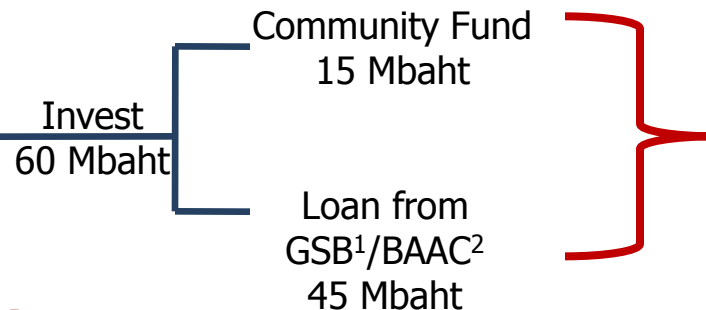 Community Fund
15 Mbaht
Invest
60 Mbaht
Loan from
GSB¹/BAAC²
45 Mbaht